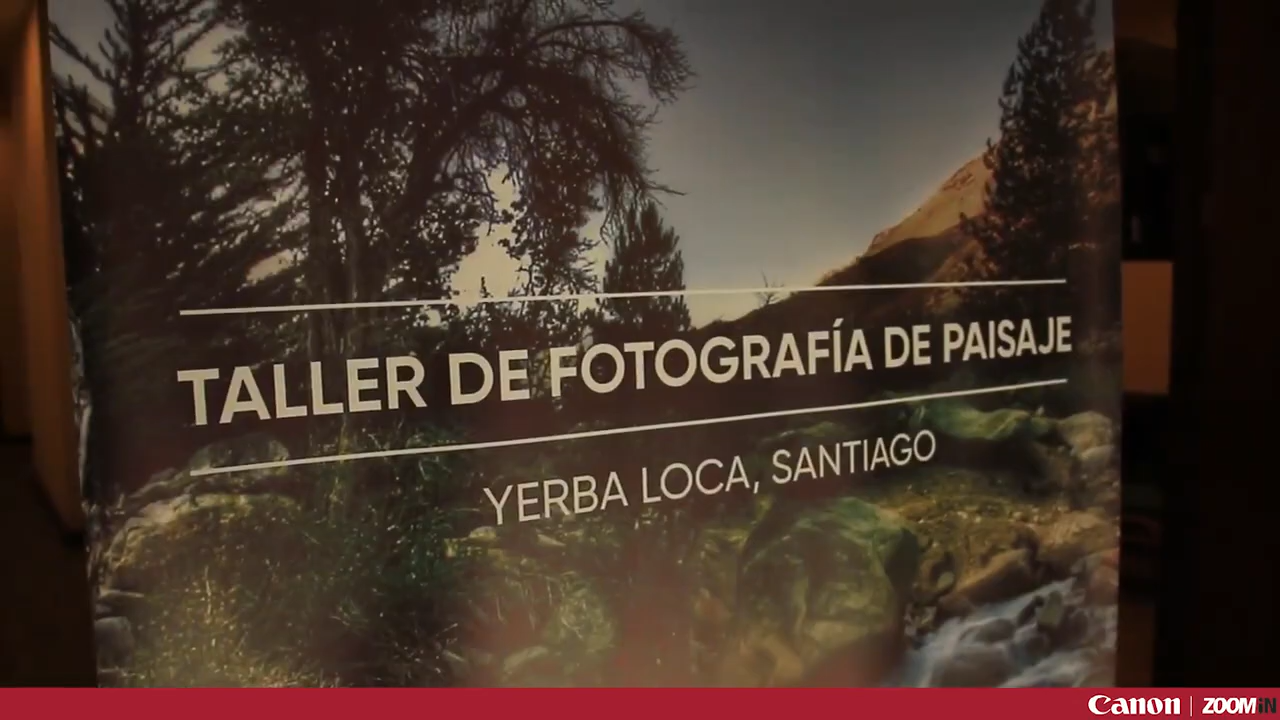 TALLER DE FOTOGRAFÍA DE PAISAJE
YERBA LOCA, SANTIAGO
Canon | ZOOMIN